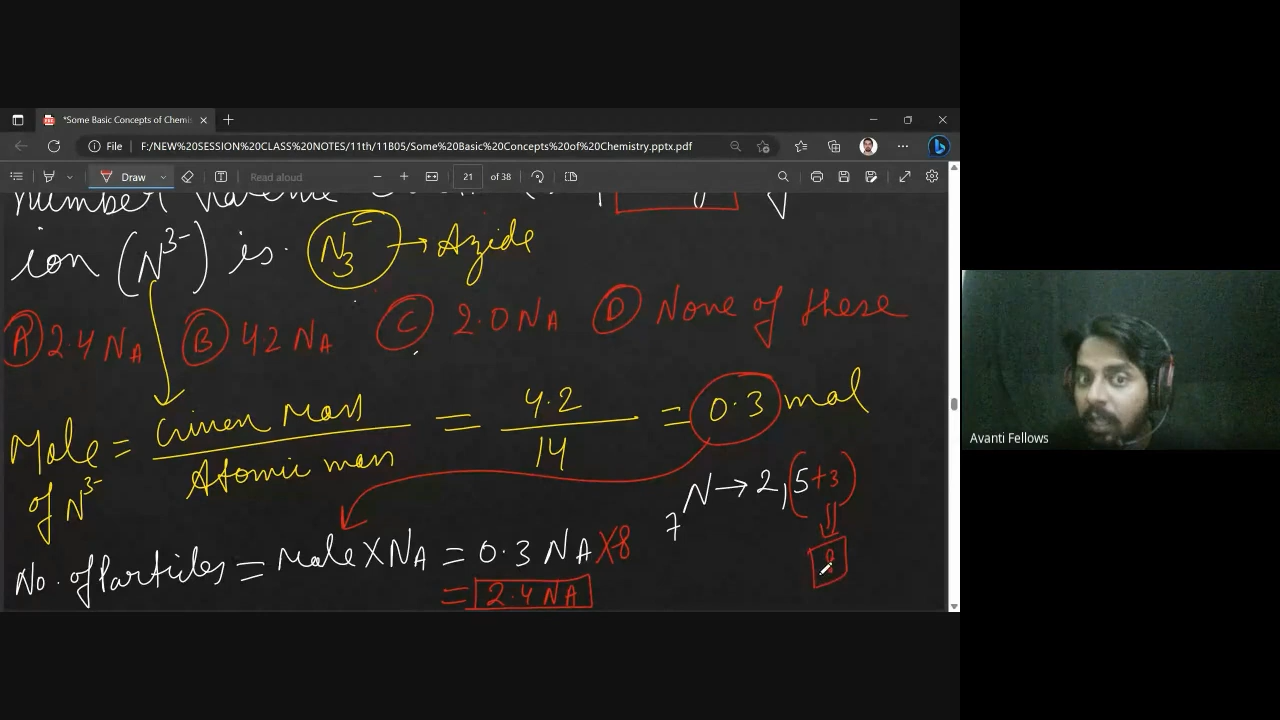 *Some Basic Concepts of Chemis
File F:/NEW%20SESSION%20CLASS%20NOTES/11th/11B05/Some%20Basic%20Concepts%20of%20Chemistry.pptx.pdf
Draw Read aloud 21 of 38
number
ion (N³⁻) is. N₃⁻ → Azide
A 2.4 NA B 4.2 NA C 2.0 NA D None of these
Mole of N³⁻ = Given Mass / Atomic mass = 4.2 / 14 = 0.3 mol
₇N → 2,(5+3)
8
No. of Particles = Mole X NA = 0.3 NA X8
= 2.4 NA
Avanti Fellows